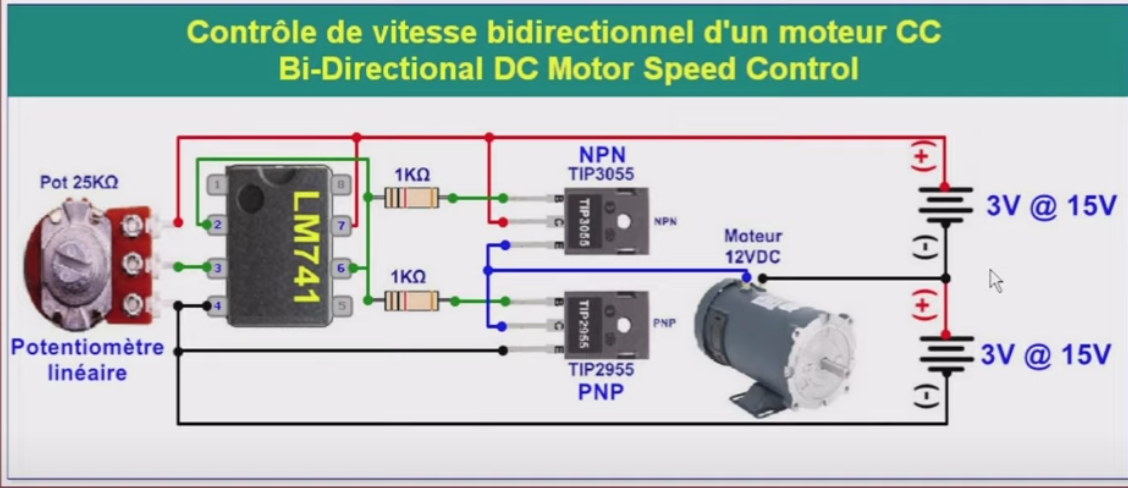 Contrôle de vitesse bidirectionnel d'un moteur CC
Bi-Directional DC Motor Speed Control
Pot 25KΩ
Potentiomètre
linéaire
1
2
3
4
8
7
6
5
LM741
1KΩ
1KΩ
NPN
TIP3055
B
C
E
TIP3055
NPN
B
C
E
TIP2955
PNP
TIP2955
PNP
Moteur
12VDC
(+)
(-)
3V @ 15V
(+)
(-)
3V @ 15V